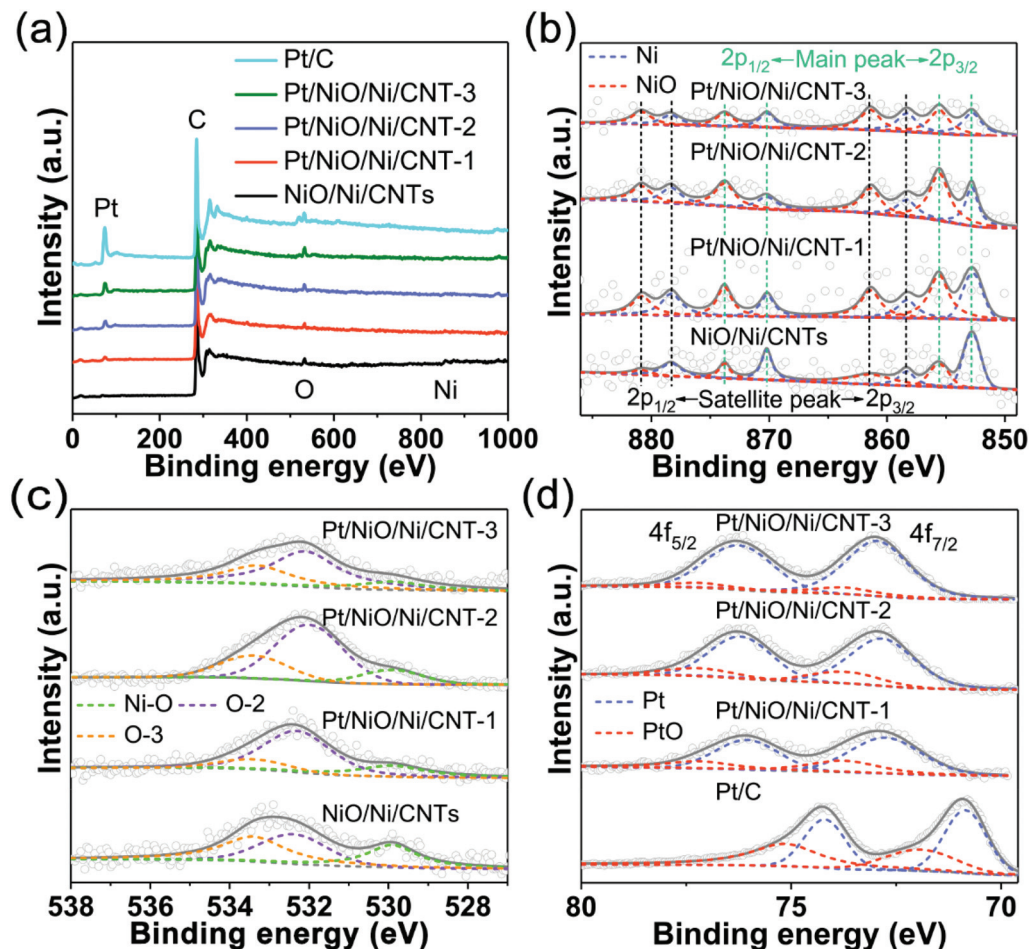 (a)
Pt/C
Pt/NiO/Ni/CNT-3
Pt/NiO/Ni/CNT-2
Pt/NiO/Ni/CNT-1
NiO/Ni/CNTs
C
Pt
O
Ni
Intensity (a.u.)
0 200 400 600 800 1000
Binding energy (eV)
(b)
Ni
NiO
2p1/2 Main peak 2p3/2
Pt/NiO/Ni/CNT-3
Pt/NiO/Ni/CNT-2
Pt/NiO/Ni/CNT-1
NiO/Ni/CNTs
2p1/2 Satellite peak 2p3/2
Intensity (a.u.)
880 870 860 850
Binding energy (eV)
(c)
Pt/NiO/Ni/CNT-3
Pt/NiO/Ni/CNT-2
Ni-O O-2
O-3
Pt/NiO/Ni/CNT-1
NiO/Ni/CNTs
Intensity (a.u.)
538 536 534 532 530 528
Binding energy (eV)
(d)
Pt/NiO/Ni/CNT-3
4f5/2 4f7/2
Pt/NiO/Ni/CNT-2
Pt
PtO
Pt/NiO/Ni/CNT-1
Pt/C
Intensity (a.u.)
80 75 70
Binding energy (eV)